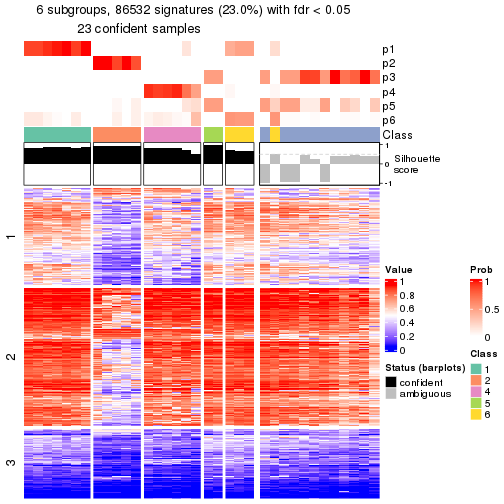 6 subgroups, 86532 signatures (23.0%) with fdr < 0.05
23 confident samples
p1
p2
p3
p4
p5
p6
Class
1
0
-1
Silhouette
score
1
2
3
Value
1
0.8
0.6
0.4
0.2
0
Prob
1
0.5
0
Status (barplots)
confident
ambiguous
Class
1
2
4
5
6